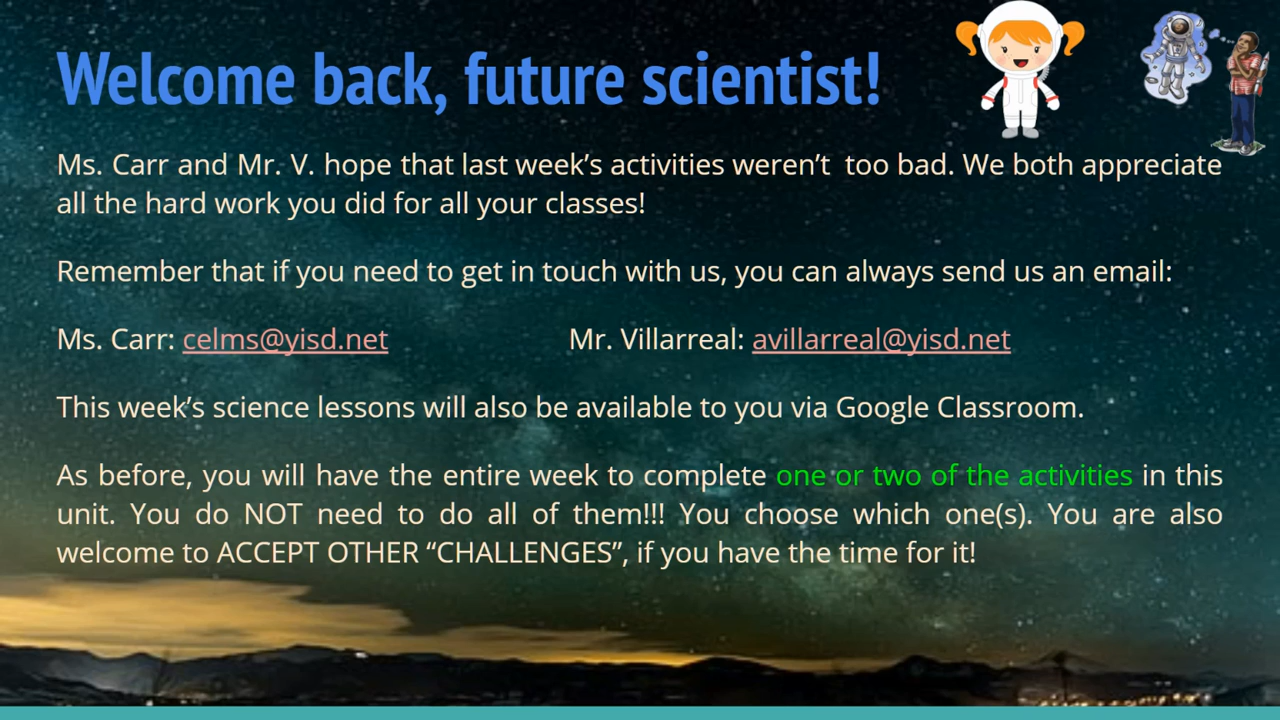 Welcome back, future scientist!
Ms. Carr and Mr. V. hope that last week’s activities weren’t  too bad. We both appreciate
all the hard work you did for all your classes!
Remember that if you need to get in touch with us, you can always send us an email:
Ms. Carr: celms@yisd.net Mr. Villarreal: avillarreal@yisd.net
This week’s science lessons will also be available to you via Google Classroom.
As before, you will have the entire week to complete one or two of the activities in this
unit. You do NOT need to do all of them!!! You choose which one(s). You are also
welcome to ACCEPT OTHER “CHALLENGES”, if you have the time for it!